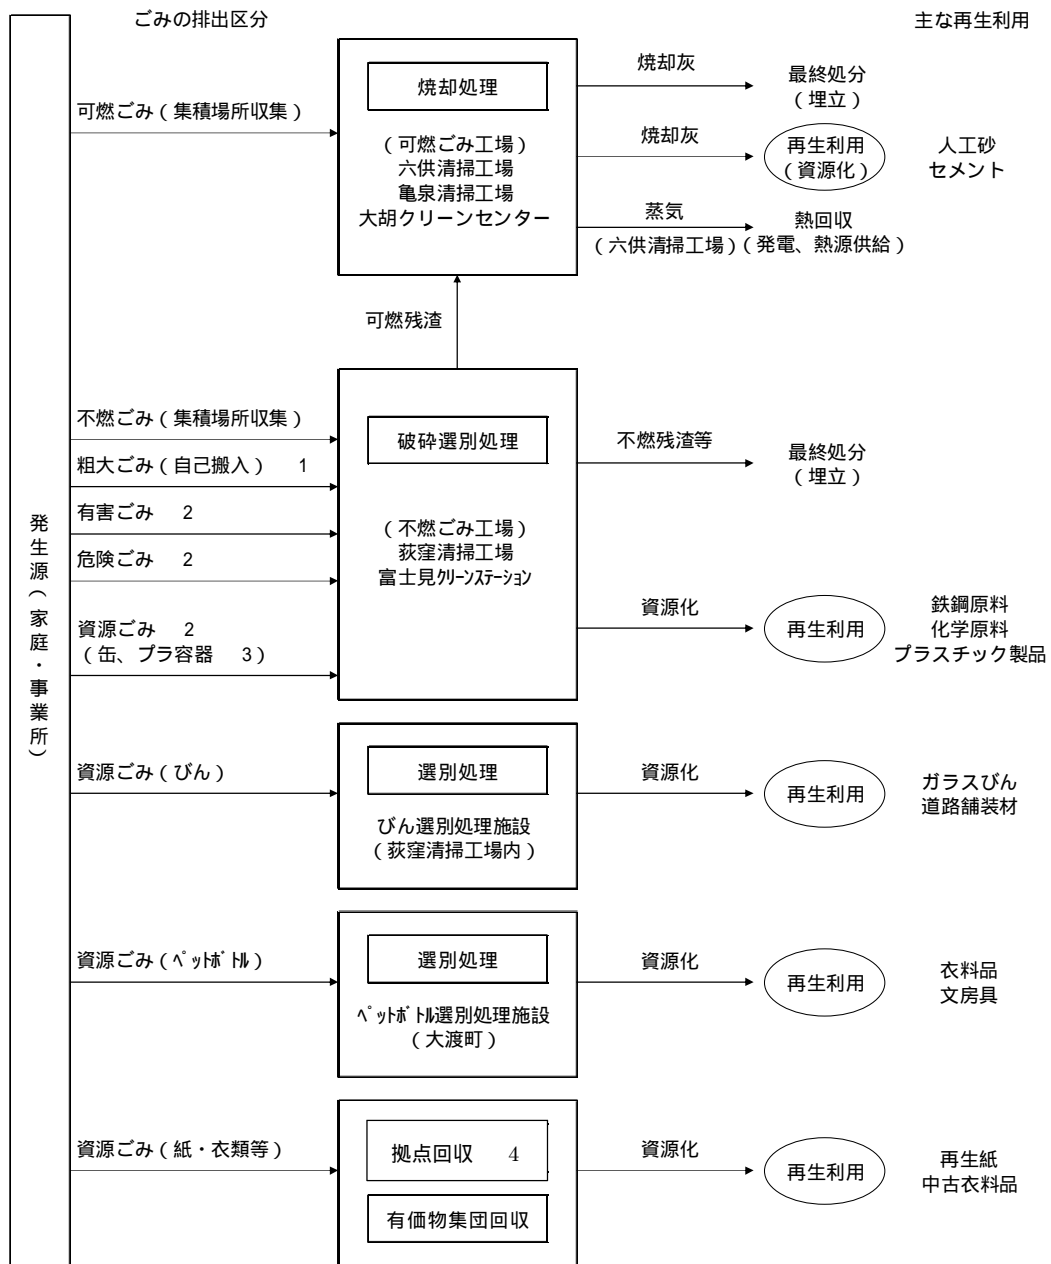 ごみの排出区分
主な再生利用
発生源（家庭・事業所）
可燃ごみ（集積場所収集）
焼却処理
（可燃ごみ工場）
六供清掃工場
亀泉清掃工場
大胡クリーンセンター
焼却灰
最終処分
（埋立）
焼却灰
再生利用
（資源化）
人工砂
セメント
蒸気
（六供清掃工場）
熱回収
（発電、熱源供給）
可燃残渣
不燃ごみ（集積場所収集）
粗大ごみ（自己搬入） 1
有害ごみ 2
危険ごみ 2
資源ごみ 2
（缶、プラ容器 3）
破砕選別処理
（不燃ごみ工場）
荻窪清掃工場
富士見ｸﾘｰﾝｽﾃｰｼｮﾝ
不燃残渣等
最終処分
（埋立）
資源化
再生利用
鉄鋼原料
化学原料
プラスチック製品
資源ごみ（びん）
選別処理
びん選別処理施設
（荻窪清掃工場内）
資源化
再生利用
ガラスびん
道路舗装材
資源ごみ（ﾍﾟｯﾄﾎﾞﾄﾙ）
選別処理
ﾍﾟｯﾄﾎﾞﾄﾙ選別処理施設
（大渡町）
資源化
再生利用
衣料品
文房具
資源ごみ（紙・衣類等）
拠点回収 4
有価物集団回収
資源化
再生利用
再生紙
中古衣料品